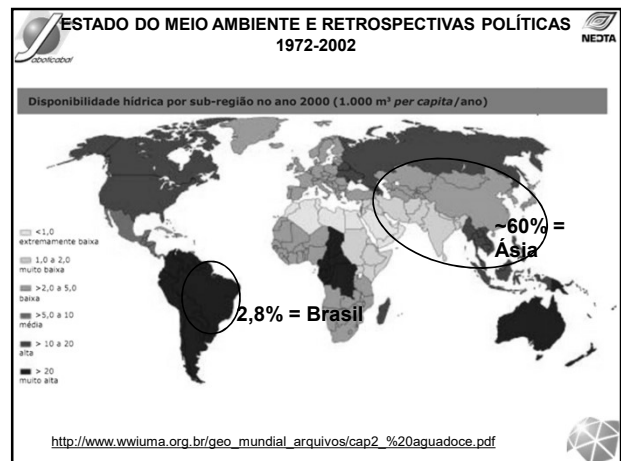 ESTADO DO MEIO AMBIENTE E RETROSPECTIVAS POLÍTICAS
1972-2002
Jaboticabal
NEDTA
Disponibilidade hídrica por sub-região no ano 2000 (1.000 m³ per capita/ano)
<1,0
extremamente baixa
1,0 a 2,0
muito baixa
>2,0 a 5,0
baixa
>5,0 a 10
média
> 10 a 20
alta
> 20
muito alta
~60% =
Ásia
2,8% = Brasil
http://www.wwiuma.org.br/geo_mundial_arquivos/cap2_%20aguadoce.pdf